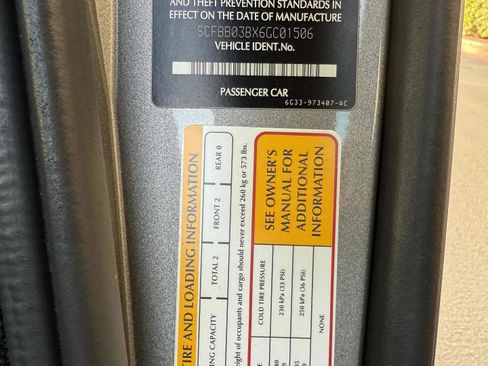 AND THEFT PREVENTION STANDARDS IN
EFFECT ON THE DATE OF MANUFACTURE
SCFBB03BX6GC01506
VEHICLE IDENT.No.
PASSENGER CAR
6G33-973407-AC
TIRE AND LOADING INFORMATION
SEATING CAPACITY TOTAL 2 FRONT 2 REAR 0
weight of occupants and cargo should never exceed 260 kg or 573 lbs.
COLD TIRE PRESSURE
230 kPa (33 PSI)
250 kPa (36 PSI)
NONE
SEE OWNER'S
MANUAL FOR
ADDITIONAL
INFORMATION